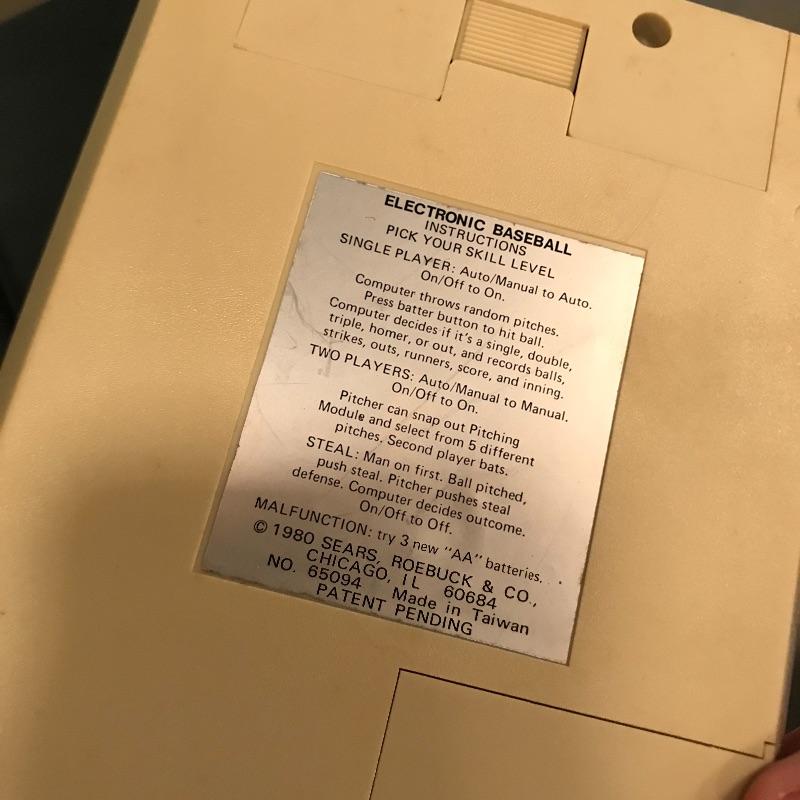 ELECTRONIC BASEBALL
INSTRUCTIONS
PICK YOUR SKILL LEVEL
SINGLE PLAYER: Auto/Manual to Auto.
On/Off to On.
Computer throws random pitches.
Press batter button to hit ball.
Computer decides if it's a single, double,
triple, homer, or out, and records balls,
strikes, outs, runners, score, and inning.
TWO PLAYERS: Auto/Manual to Manual.
On/Off to On.
Pitcher can snap out Pitching
Module and select from 5 different
pitches. Second player bats.
STEAL: Man on first. Ball pitched,
push steal. Pitcher pushes steal
defense. Computer decides outcome.
On/Off to Off.
MALFUNCTION: try 3 new "AA" batteries.
© 1980 SEARS, ROEBUCK & CO.,
CHICAGO, IL 60684
NO. 65094 Made in Taiwan
PATENT PENDING